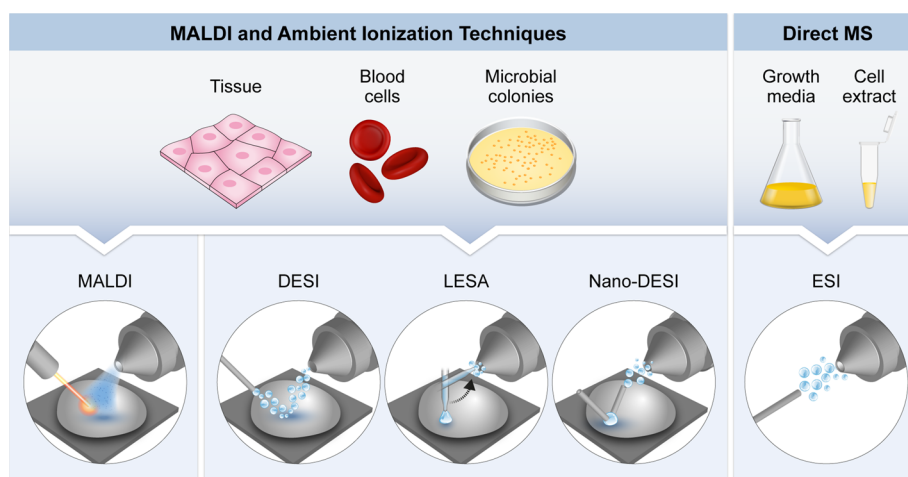 MALDI and Ambient Ionization Techniques
Direct MS
Tissue
Blood
cells
Microbial
colonies
Growth
media
Cell
extract
MALDI
DESI
LESA
Nano-DESI
ESI